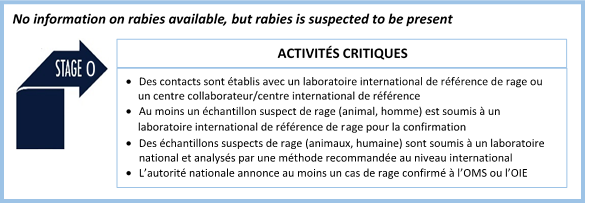 No information on rabies available, but rabies is suspected to be present
STAGE 0
ACTIVITÉS CRITIQUES
• Des contacts sont établis avec un laboratoire international de référence de rage ou
un centre collaborateur/centre international de référence
• Au moins un échantillon suspect de rage (animal, homme) est soumis à un
laboratoire international de référence de rage pour la confirmation
• Des échantillons suspects de rage (animaux, humaine) sont soumis à un laboratoire
national et analysés par une méthode recommandée au niveau international
• L’autorité nationale annonce au moins un cas de rage confirmé à l’OMS ou l’OIE